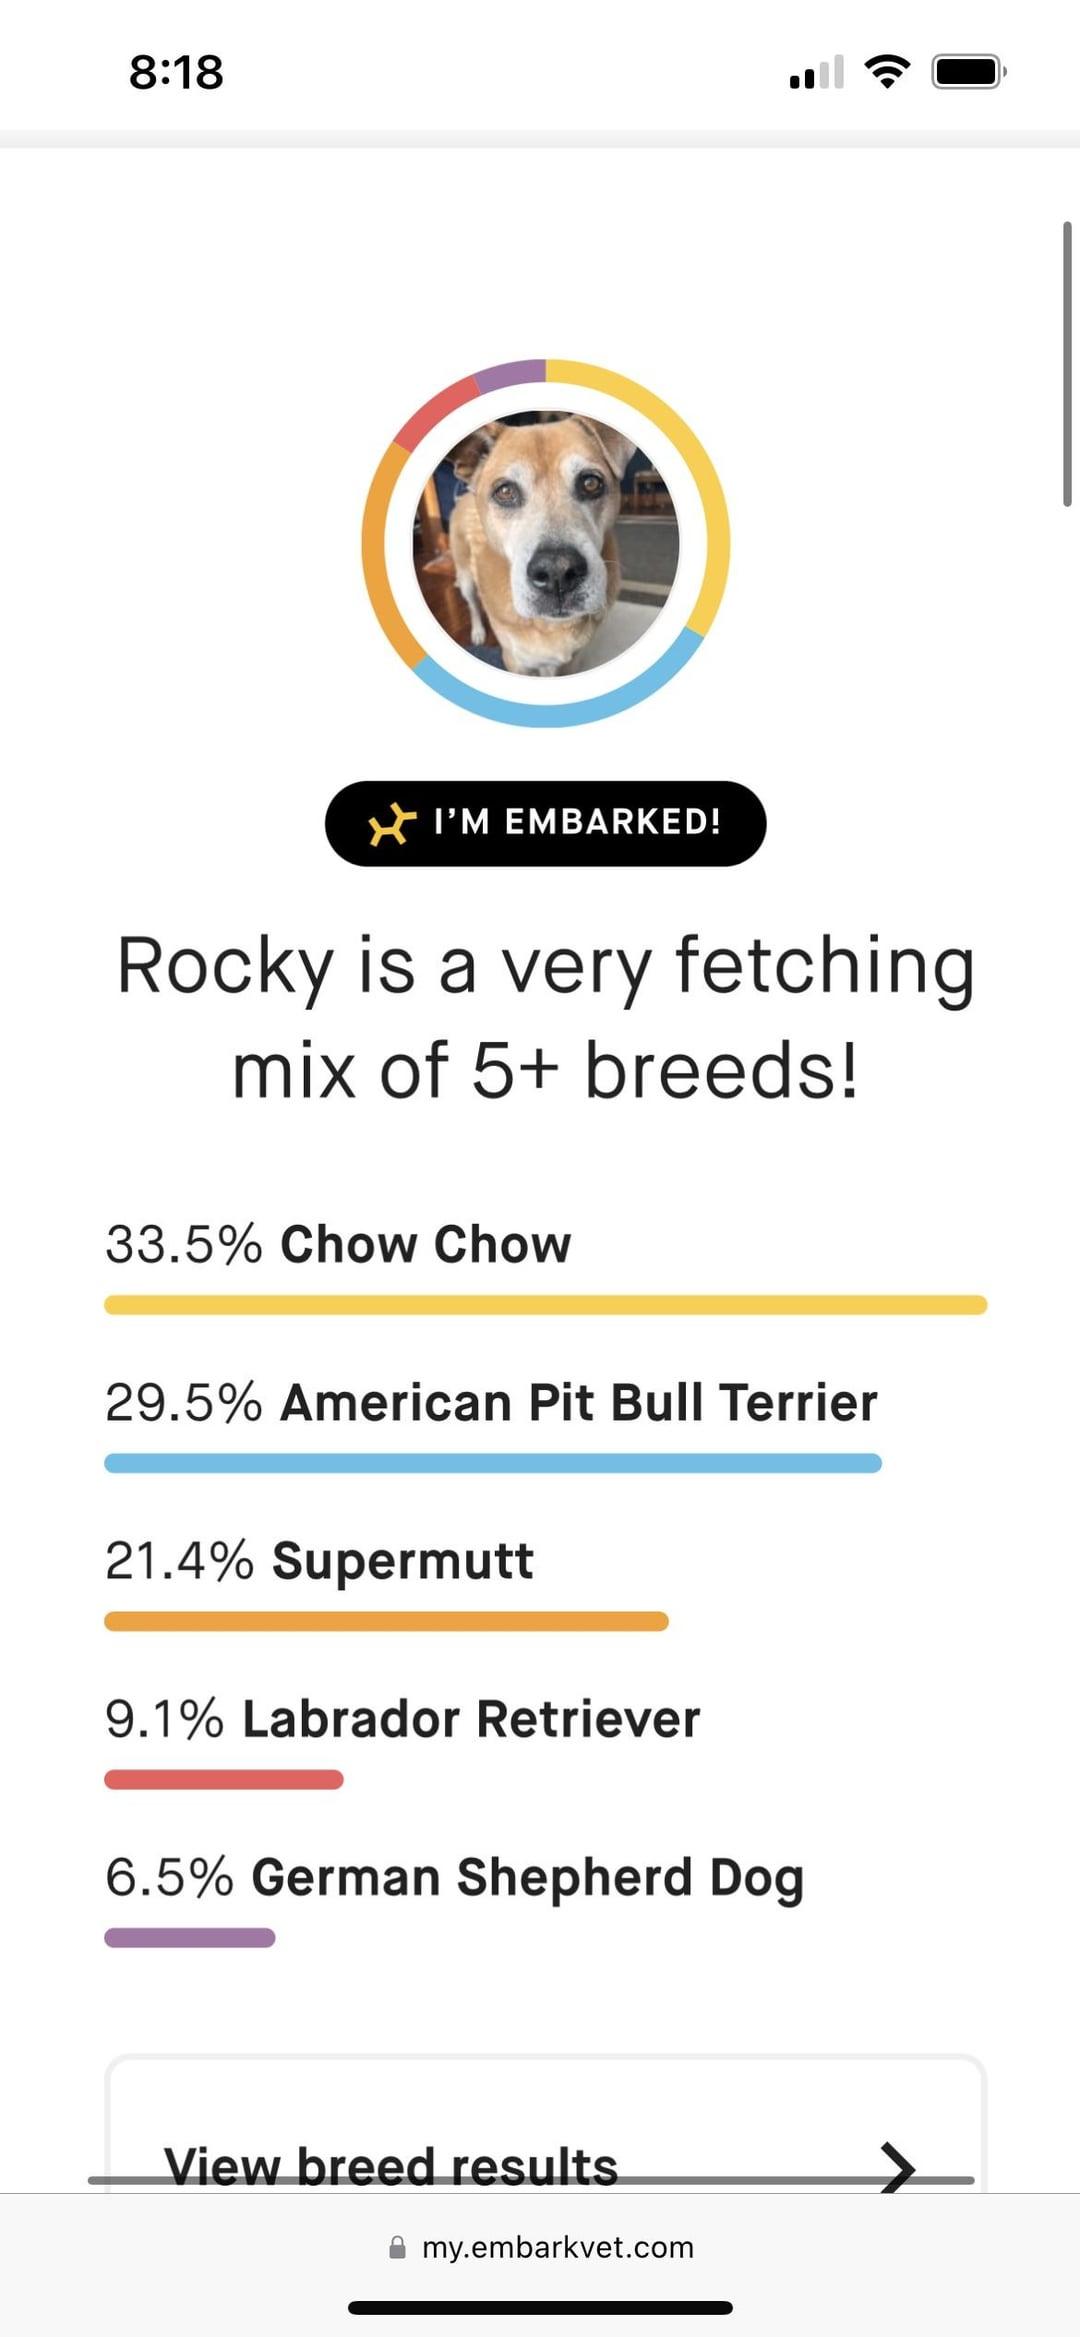 8:18
I’M EMBARKED!
Rocky is a very fetching
mix of 5+ breeds!
33.5% Chow Chow
29.5% American Pit Bull Terrier
21.4% Supermutt
9.1% Labrador Retriever
6.5% German Shepherd Dog
View breed results
my.embarkvet.com